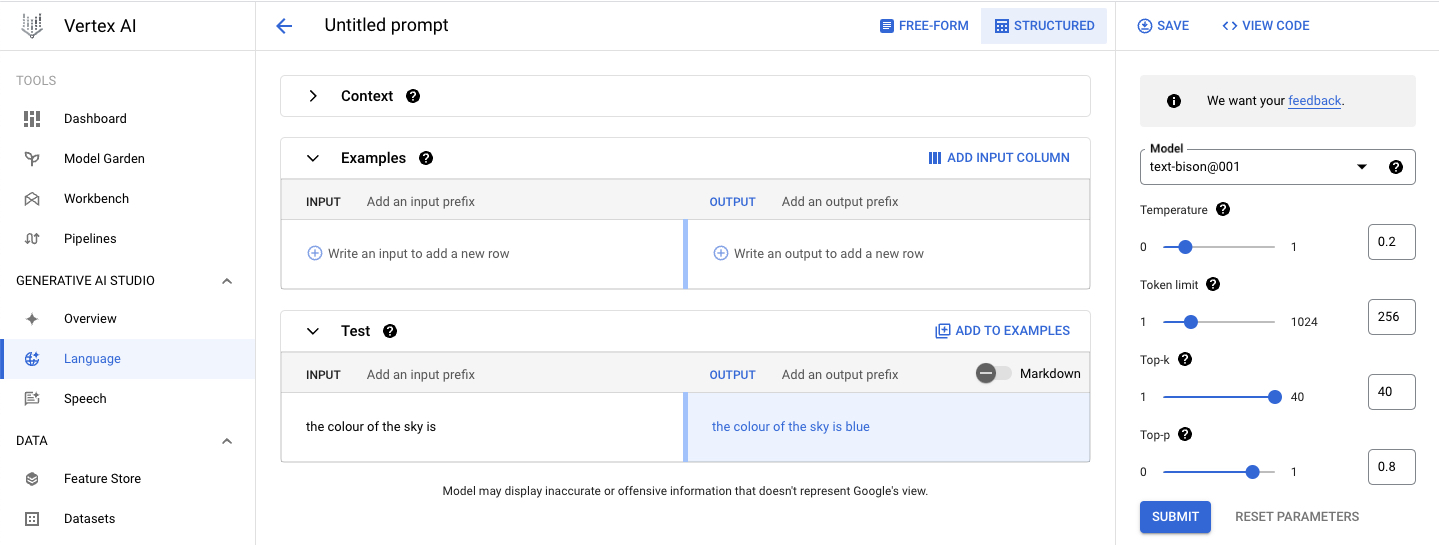 Vertex AI
TOOLS
Dashboard
Model Garden
Workbench
Pipelines
GENERATIVE AI STUDIO
Overview
Language
Speech
DATA
Feature Store
Datasets
Untitled prompt
FREE-FORM
STRUCTURED
SAVE
VIEW CODE
Context
Examples
ADD INPUT COLUMN
INPUT Add an input prefix OUTPUT Add an output prefix
Write an input to add a new row Write an output to add a new row
Test
ADD TO EXAMPLES
INPUT Add an input prefix OUTPUT Add an output prefix Markdown
the colour of the sky is the colour of the sky is blue
Model may display inaccurate or offensive information that doesn't represent Google's view.
We want your feedback.
Model
text-bison@001
Temperature
0 1 0.2
Token limit
1 1024 256
Top-k
1 40 40
Top-p
0 1 0.8
SUBMIT RESET PARAMETERS